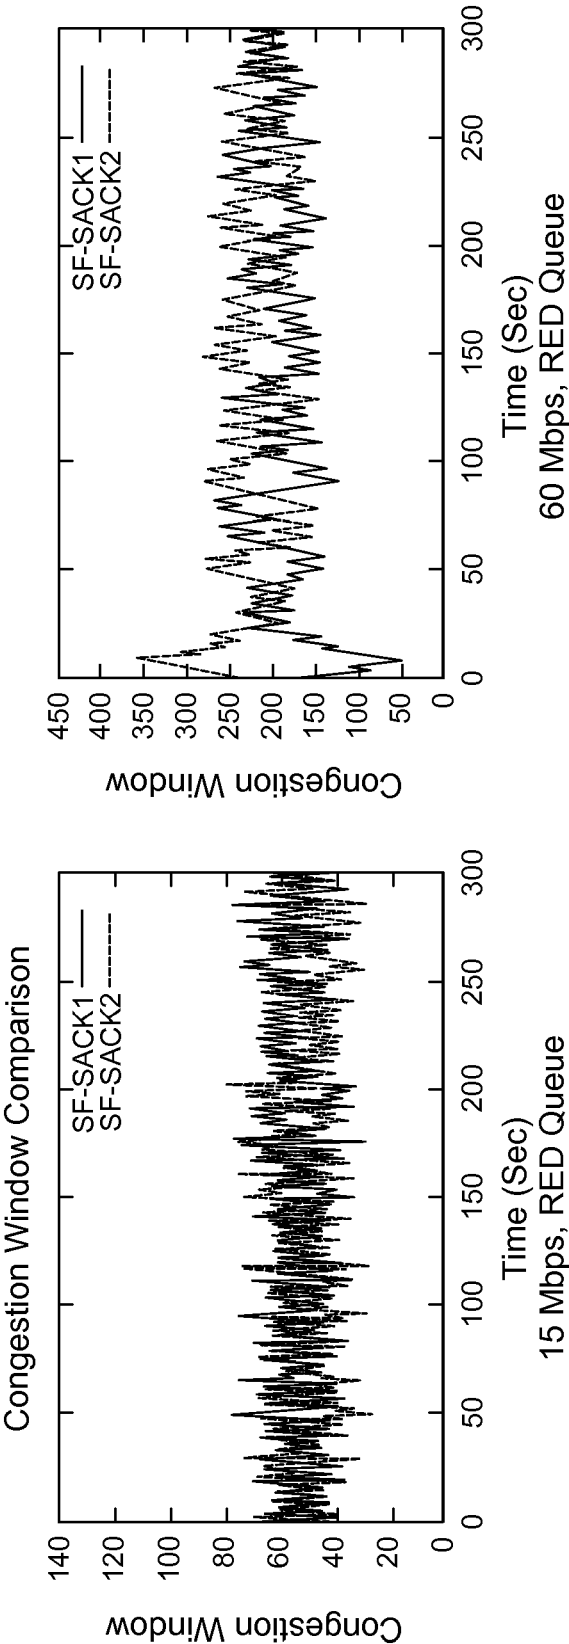 Congestion Window Comparison
Congestion Window
140
120
100
80
60
40
20
0
SF-SACK1
SF-SACK2
0
50
100
150
200
250
300
Time (Sec)
15 Mbps, RED Queue
Congestion Window
450
400
350
300
250
200
150
100
50
0
SF-SACK1
SF-SACK2
0
50
100
150
200
250
300
Time (Sec)
60 Mbps, RED Queue